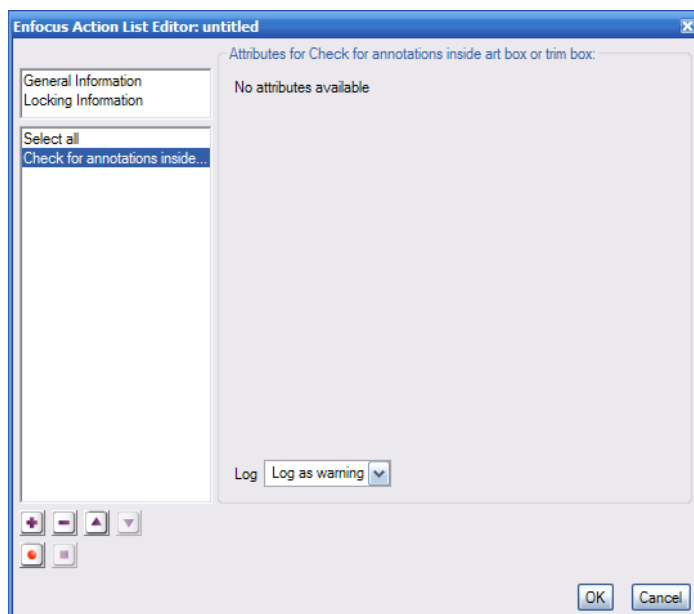 Enfocus Action List Editor: untitled
Attributes for Check for annotations inside art box or trim box:
General Information
Locking Information
No attributes available
Select all
Check for annotations inside...
Log Log as warning
OK Cancel